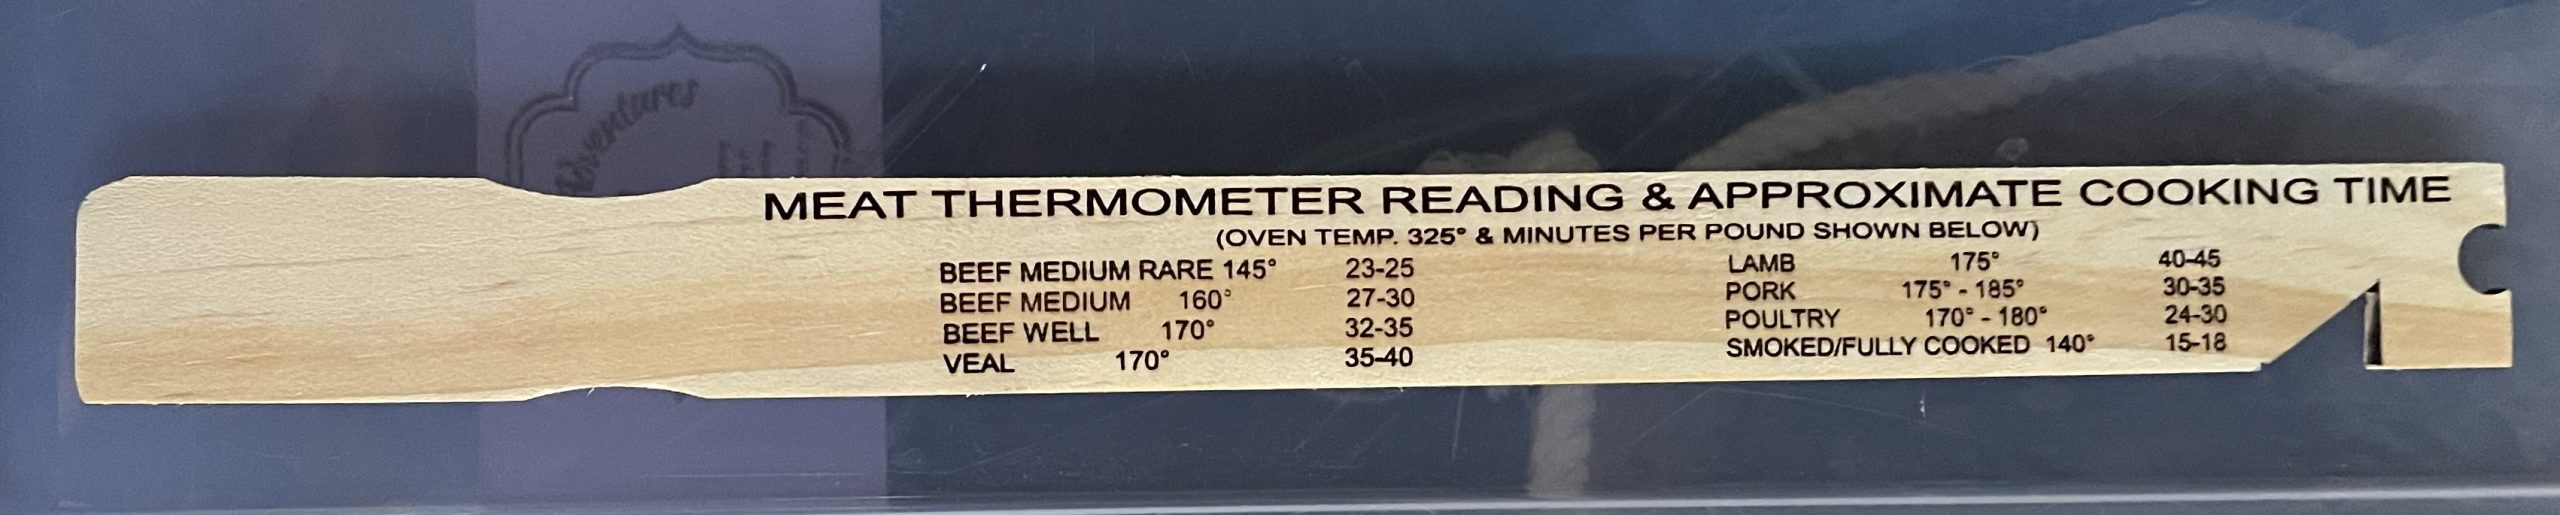 Adventures
MEAT THERMOMETER READING & APPROXIMATE COOKING TIME
(OVEN TEMP. 325° & MINUTES PER POUND SHOWN BELOW)
BEEF MEDIUM RARE 145° 23-25
BEEF MEDIUM 160° 27-30
BEEF WELL 170° 32-35
VEAL 170° 35-40
LAMB 175° 40-45
PORK 175° - 185° 30-35
POULTRY 170° - 180° 24-30
SMOKED/FULLY COOKED 140° 15-18